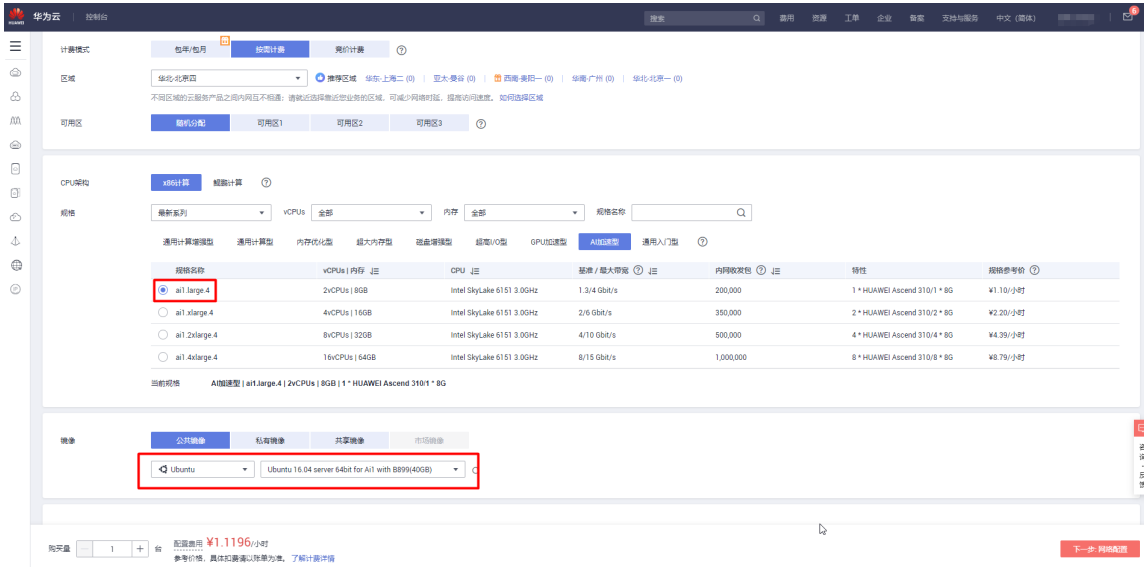 HUAWEI 华为云 控制台 搜索 费用 资源 工单 企业 备案 支持与服务 中文 (简体) 6
计费模式 包年/包月 按需计费 竞价计费 ?
区域 华北-北京四 推荐区域 华东-上海二 (0) | 亚太-曼谷 (0) | 西南-贵阳一 (0) | 华南-广州 (0) | 华北-北京一 (0)
不同区域的云服务产品之间内网互不相通；请就近选择靠近您业务的区域，可减少网络时延，提高访问速度。 如何选择区域
可用区 随机分配 可用区1 可用区2 可用区3 ?
CPU架构 x86计算 鲲鹏计算 ?
规格 最新系列 vCPUs 全部 内存 全部 规格名称
通用计算增强型 通用计算型 内存优化型 超大内存型 磁盘增强型 超高I/O型 GPU加速型 AI加速型 通用入门型 ?
规格名称 vCPUs | 内存 CPU 基准 / 最大带宽 ? 内网收发包 ? 特性 规格参考价 ?
ai1.large.4 2vCPUs | 8GB Intel SkyLake 6151 3.0GHz 1.3/4 Gbit/s 200,000 1 * HUAWEI Ascend 310/1 * 8G ¥1.10/小时
ai1.xlarge.4 4vCPUs | 16GB Intel SkyLake 6151 3.0GHz 2/6 Gbit/s 350,000 2 * HUAWEI Ascend 310/2 * 8G ¥2.20/小时
ai1.2xlarge.4 8vCPUs | 32GB Intel SkyLake 6151 3.0GHz 4/10 Gbit/s 500,000 4 * HUAWEI Ascend 310/4 * 8G ¥4.39/小时
ai1.4xlarge.4 16vCPUs | 64GB Intel SkyLake 6151 3.0GHz 8/15 Gbit/s 1,000,000 8 * HUAWEI Ascend 310/8 * 8G ¥8.79/小时
当前规格 AI加速型 | ai1.large.4 | 2vCPUs | 8GB | 1 * HUAWEI Ascend 310/1 * 8G
镜像 公共镜像 私有镜像 共享镜像 市场镜像
Ubuntu Ubuntu 16.04 server 64bit for Ai1 with B899(40GB)
购买量 1 台 配置费用 ¥1.1196/小时
参考价格，具体扣费请以账单为准。 了解计费详情
下一步: 网络配置